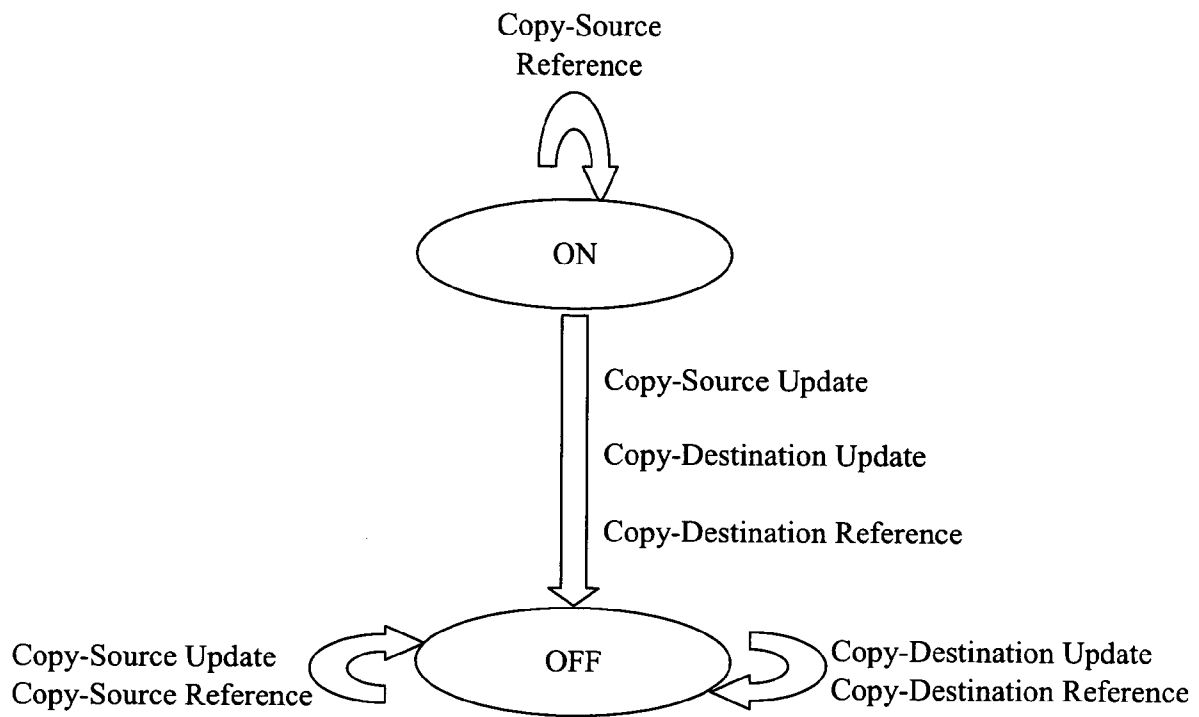 Copy-Source
Reference
ON
Copy-Source Update
Copy-Destination Update
Copy-Destination Reference
OFF
Copy-Source Update
Copy-Source Reference
Copy-Destination Update
Copy-Destination Reference